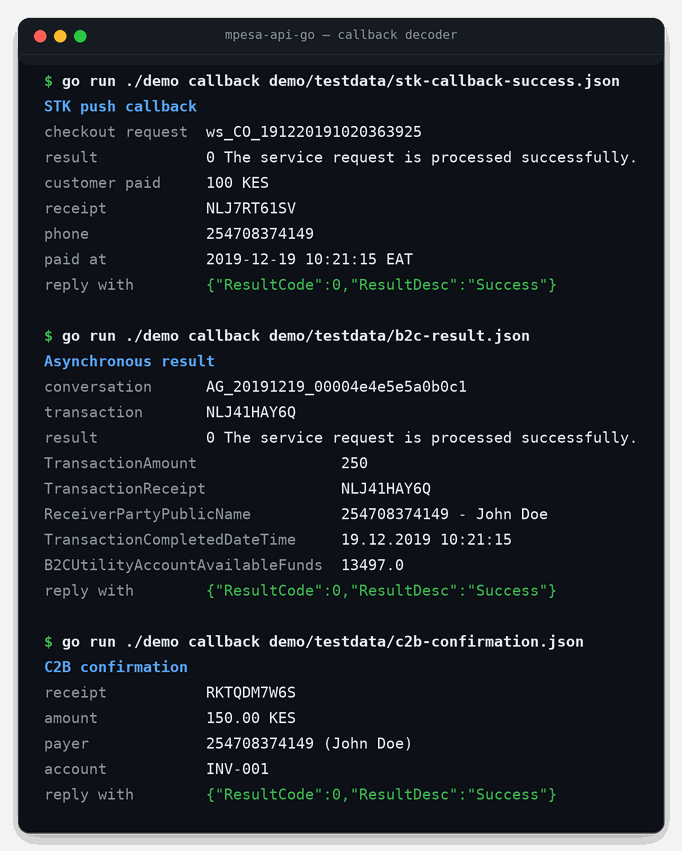 mpesa-api-go — callback decoder
$ go run ./demo callback demo/testdata/stk-callback-success.json
STK push callback
checkout request ws_CO_191220191020363925
result 0 The service request is processed successfully.
customer paid 100 KES
receipt NLJ7RT61SV
phone 254708374149
paid at 2019-12-19 10:21:15 EAT
reply with {"ResultCode":0,"ResultDesc":"Success"}
$ go run ./demo callback demo/testdata/b2c-result.json
Asynchronous result
conversation AG_20191219_00004e4e5e5a0b0c1
transaction NLJ41HAY6Q
result 0 The service request is processed successfully.
TransactionAmount 250
TransactionReceipt NLJ41HAY6Q
ReceiverPartyPublicName 254708374149 - John Doe
TransactionCompletedDateTime 19.12.2019 10:21:15
B2CUtilityAccountAvailableFunds 13497.0
reply with {"ResultCode":0,"ResultDesc":"Success"}
$ go run ./demo callback demo/testdata/c2b-confirmation.json
C2B confirmation
receipt RKTQDM7W6S
amount 150.00 KES
payer 254708374149 (John Doe)
account INV-001
reply with {"ResultCode":0,"ResultDesc":"Success"}